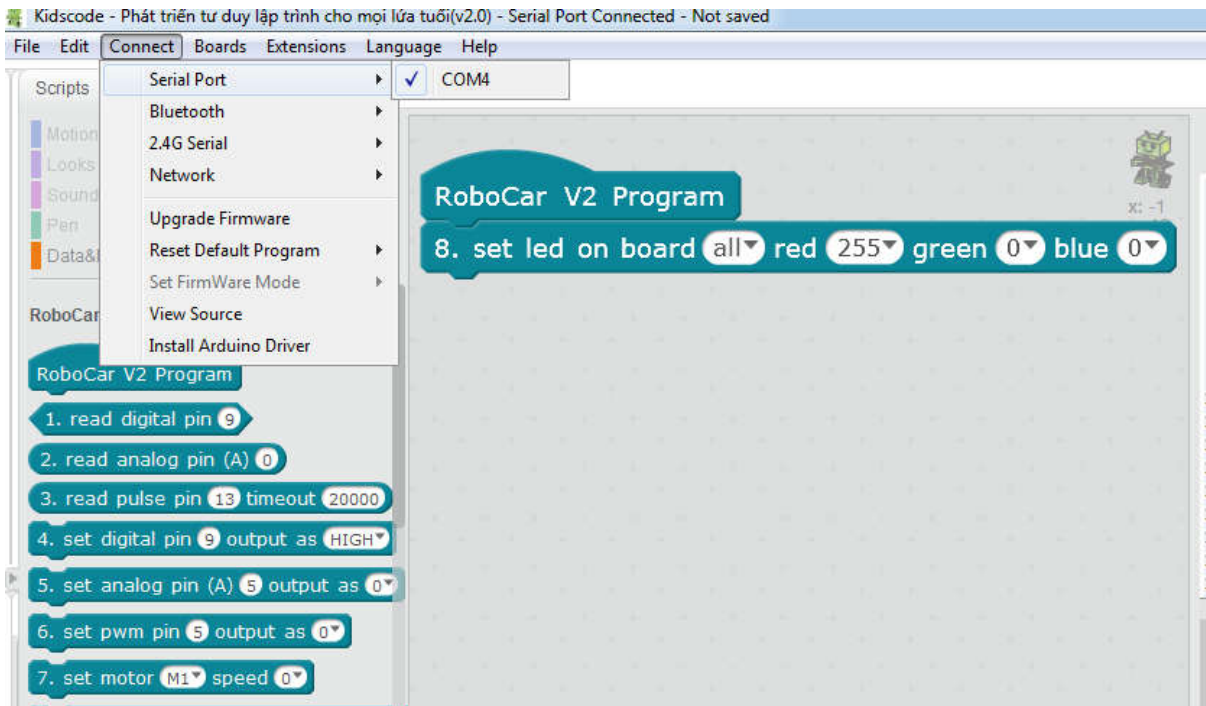 Kidscode - Phát triển tư duy lập trình cho mọi lứa tuổi(v2.0) - Serial Port Connected - Not saved
File Edit Connect Boards Extensions Language Help
Scripts
Motion
Looks
Sound
Pen
Data&
RoboCar
Serial Port
COM4
Bluetooth
2.4G Serial
Network
Upgrade Firmware
Reset Default Program
Set FirmWare Mode
View Source
Install Arduino Driver
RoboCar V2 Program
1. read digital pin 9
2. read analog pin (A) 0
3. read pulse pin 13 timeout 20000
4. set digital pin 9 output as HIGH
5. set analog pin (A) 5 output as 0
6. set pwm pin 5 output as 0
7. set motor M1 speed 0
RoboCar V2 Program
8. set led on board all red 255 green 0 blue 0
x: -1